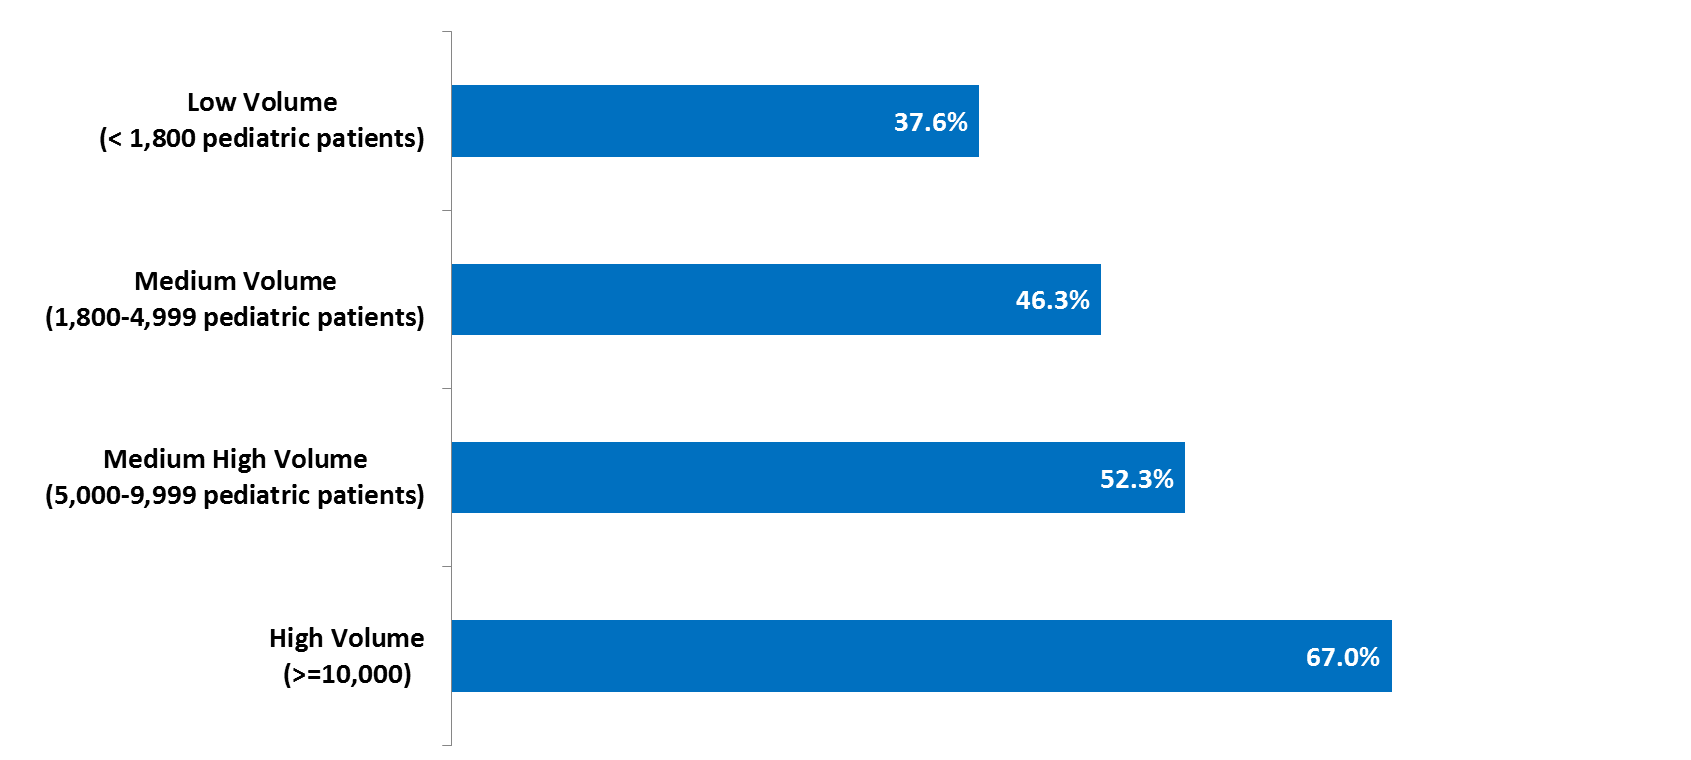 Low Volume
(< 1,800 pediatric patients)
37.6%
Medium Volume
(1,800-4,999 pediatric patients)
46.3%
Medium High Volume
(5,000-9,999 pediatric patients)
52.3%
High Volume
(>=10,000)
67.0%